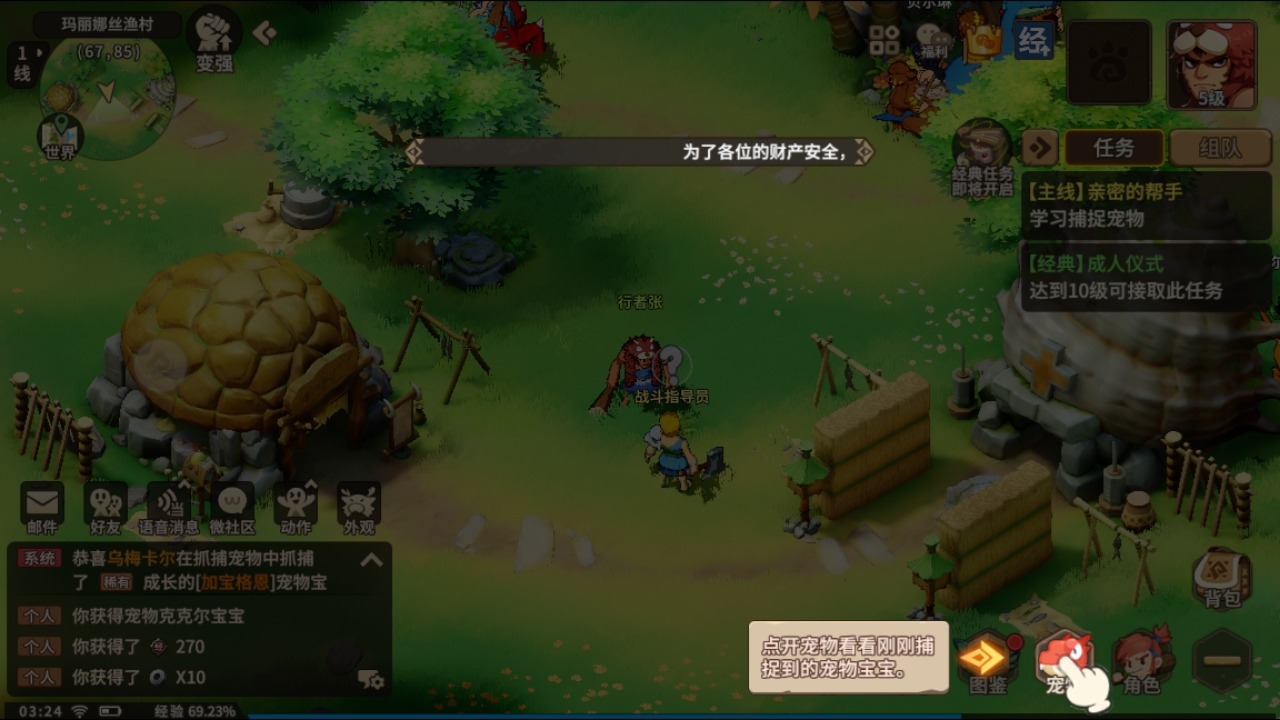 玛丽娜丝渔村
(67,85)
1
线
变强
世界
福利
经
5级
为了各位的财产安全，
经典任务
即将开启
任务
组队
【主线】亲密的帮手
学习捕捉宠物
【经典】成人仪式
达到10级可接取此任务
行者张
战斗指导员
邮件
好友
语音消息
当
微社区
动作
外观
系统 恭喜乌梅卡尔在抓捕宠物中抓捕
了 稀有 成长的[加宝格恩]宠物宝
个人 你获得宠物克克尔宝宝
个人 你获得了 270
个人 你获得了 X10
点开宠物看看刚刚捕
捉到的宠物宝宝。
背包
图鉴
宠
角色
03:24
经验 69.23%